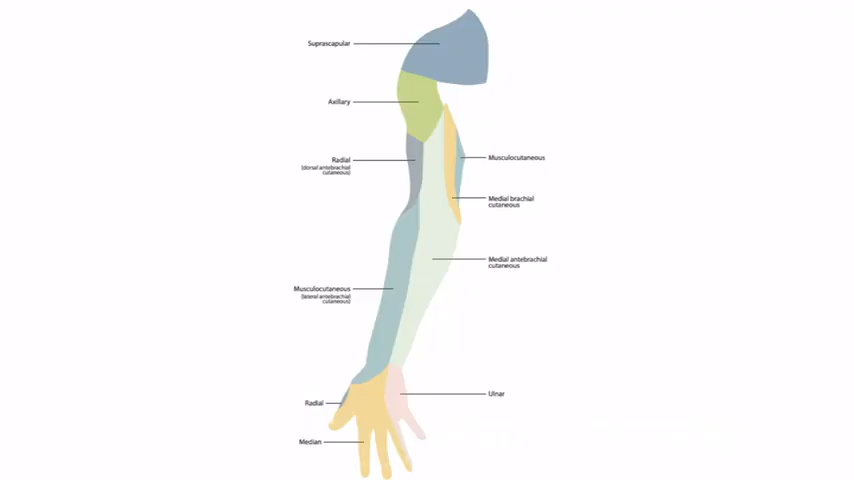 Suprascapular
Axillary
Radial
(dorsal antebrachial
cutaneous)
Musculocutaneous
Medial brachial
cutaneous
Medial antebrachial
cutaneous
Musculocutaneous
(lateral antebrachial
cutaneous)
Ulnar
Radial
Median